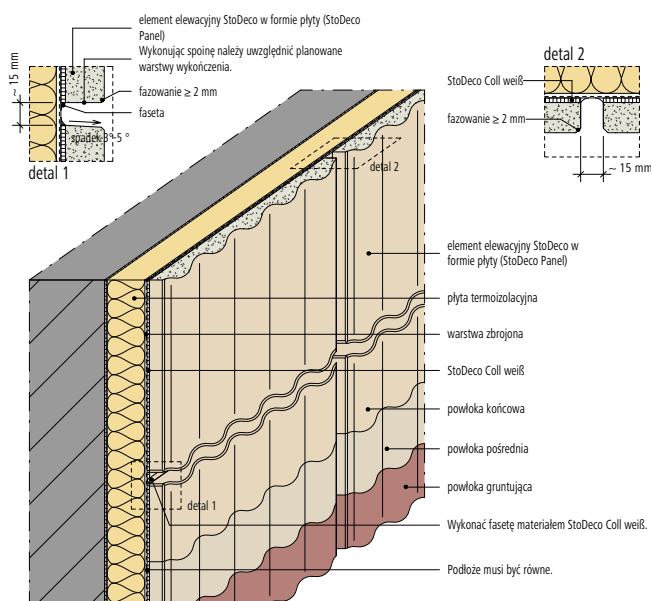 element elewacyjny StoDeco w formie płyty (StoDeco
Panel)
Wykonując spoinę należy uwzględnić planowane
warstwy wykończenia.
~ 15 mm
fazowanie ≥ 2 mm
faseta
spadek 3°-5 °
detal 1
detal 2
StoDeco Coll weiß
fazowanie ≥ 2 mm
~ 15 mm
detal 2
element elewacyjny StoDeco w
formie płyty (StoDeco Panel)
płyta termoizolacyjna
warstwa zbrojona
StoDeco Coll weiß
powłoka końcowa
powłoka pośrednia
powłoka gruntująca
detal 1
Wykonać fasetę materiałem StoDeco Coll weiß.
Podłoże musi być równe.